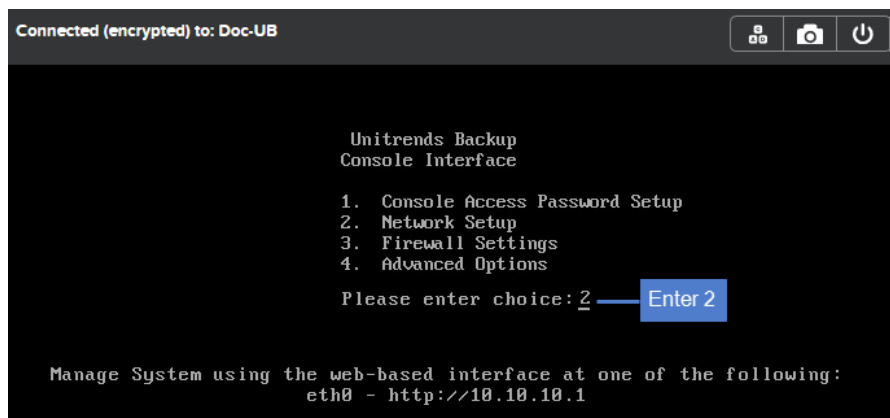 Connected (encrypted) to: Doc-UB
Unitrends Backup
Console Interface
1. Console Access Password Setup
2. Network Setup
3. Firewall Settings
4. Advanced Options
Please enter choice: 2 Enter 2
Manage System using the web-based interface at one of the following:
eth0 - http://10.10.10.1